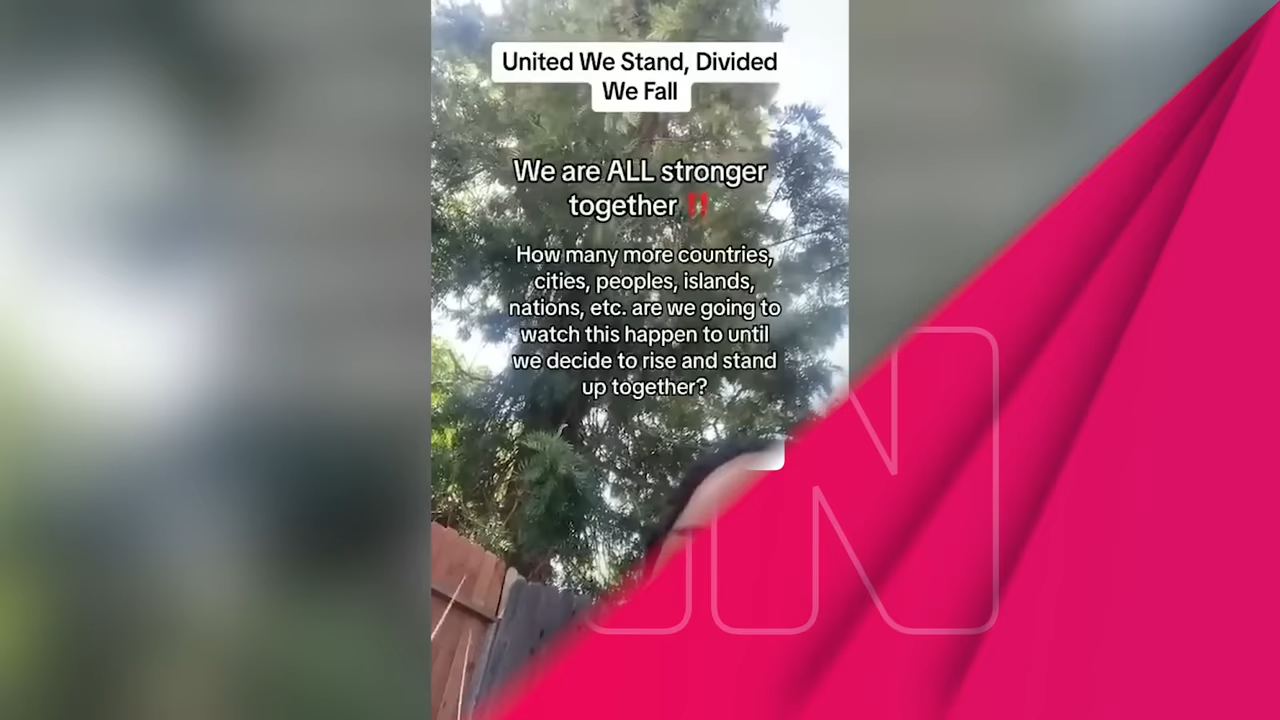 United We Stand, Divided
We Fall
We are ALL stronger
together ‼️
How many more countries,
cities, peoples, islands,
nations, etc. are we going to
watch this happen to until
we decide to rise and stand
up together?
N